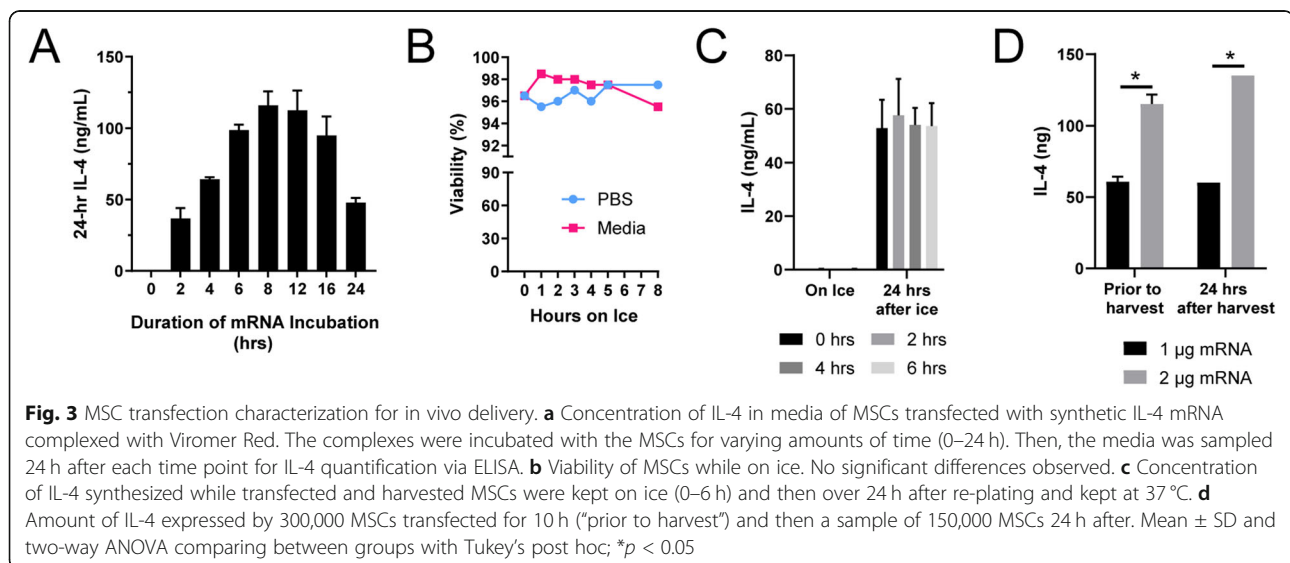 A
24-hr IL-4 (ng/mL)
150
100
50
0
0 2 4 6 8 12 16 24
Duration of mRNA Incubation
(hrs)
B
Viability (%)
100
98
96
94
92
90
90
60
30
0
PBS
Media
0 1 2 3 4 5 6 7 8
Hours on Ice
C
IL-4 (ng/mL)
80
60
40
20
0
On Ice 24 hrs
after ice
0 hrs 2 hrs
4 hrs 6 hrs
D
IL-4 (ng)
150
100
50
0
* *
Prior to 24 hrs
harvest after harvest
1 µg mRNA
2 µg mRNA
Fig. 3 MSC transfection characterization for in vivo delivery. a Concentration of IL-4 in media of MSCs transfected with synthetic IL-4 mRNA
complexed with Viromer Red. The complexes were incubated with the MSCs for varying amounts of time (0–24 h). Then, the media was sampled
24 h after each time point for IL-4 quantification via ELISA. b Viability of MSCs while on ice. No significant differences observed. c Concentration
of IL-4 synthesized while transfected and harvested MSCs were kept on ice (0–6 h) and then over 24 h after re-plating and kept at 37 °C. d
Amount of IL-4 expressed by 300,000 MSCs transfected for 10 h (“prior to harvest”) and then a sample of 150,000 MSCs 24 h after. Mean ± SD and
two-way ANOVA comparing between groups with Tukey’s post hoc; *p < 0.05